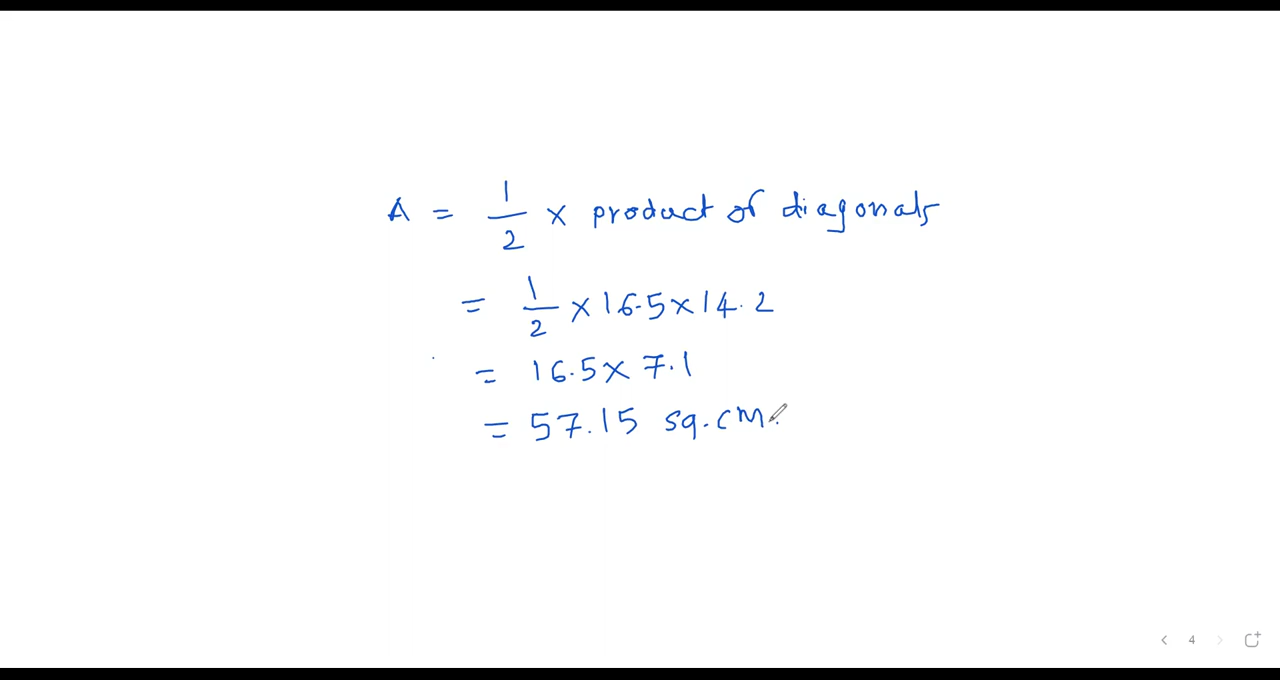 A = 1/2 × product of diagonals
= 1/2 × 16.5 × 14.2
= 16.5 × 7.1
= 57.15 sq.cm.
4